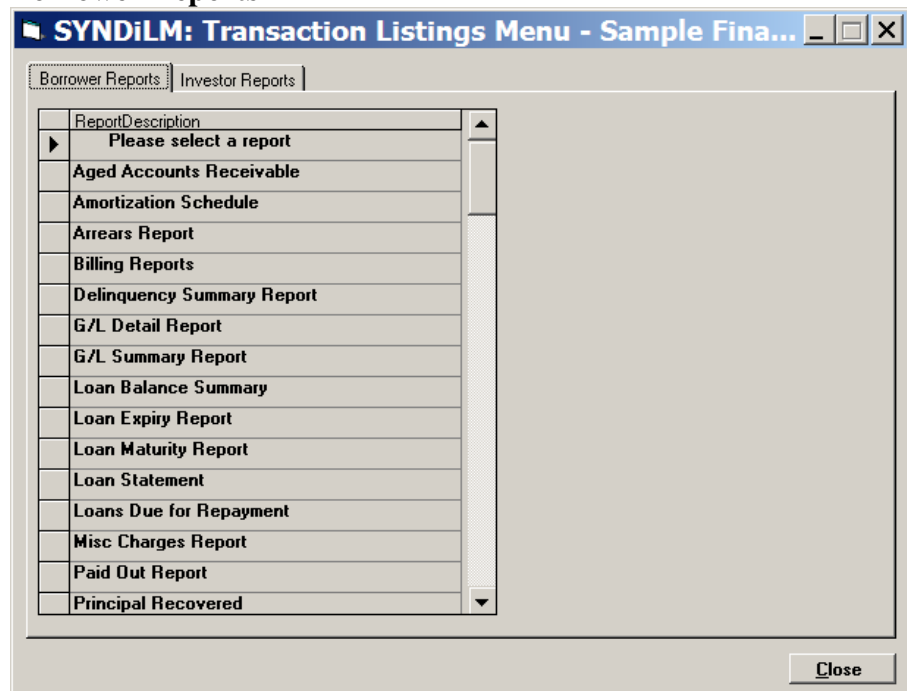 SYNDiLM: Transaction Listings Menu - Sample Fina...
Borrower Reports Investor Reports
ReportDescription
Please select a report
Aged Accounts Receivable
Amortization Schedule
Arrears Report
Billing Reports
Delinquency Summary Report
G/L Detail Report
G/L Summary Report
Loan Balance Summary
Loan Expiry Report
Loan Maturity Report
Loan Statement
Loans Due for Repayment
Misc Charges Report
Paid Out Report
Principal Recovered
Close